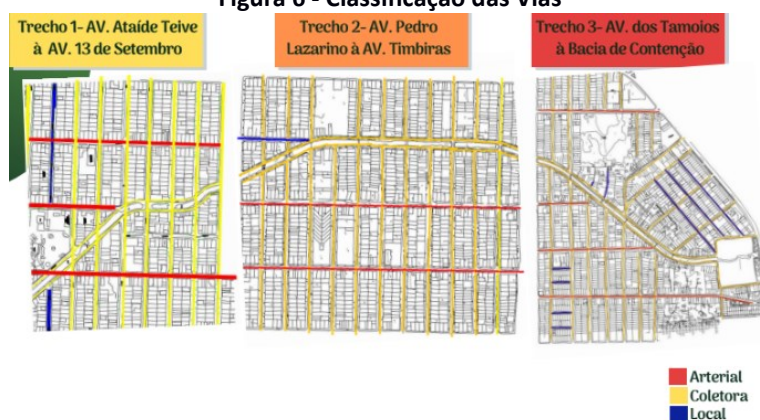 Figura 6 - Classificação das Vias
Trecho 1- AV. Ataíde Teive
à AV. 13 de Setembro
Trecho 2- AV. Pedro
Lazarino à AV. Timbiras
Trecho 3- AV. dos Tamoios
à Bacia de Contenção
Arterial
Coletora
Local